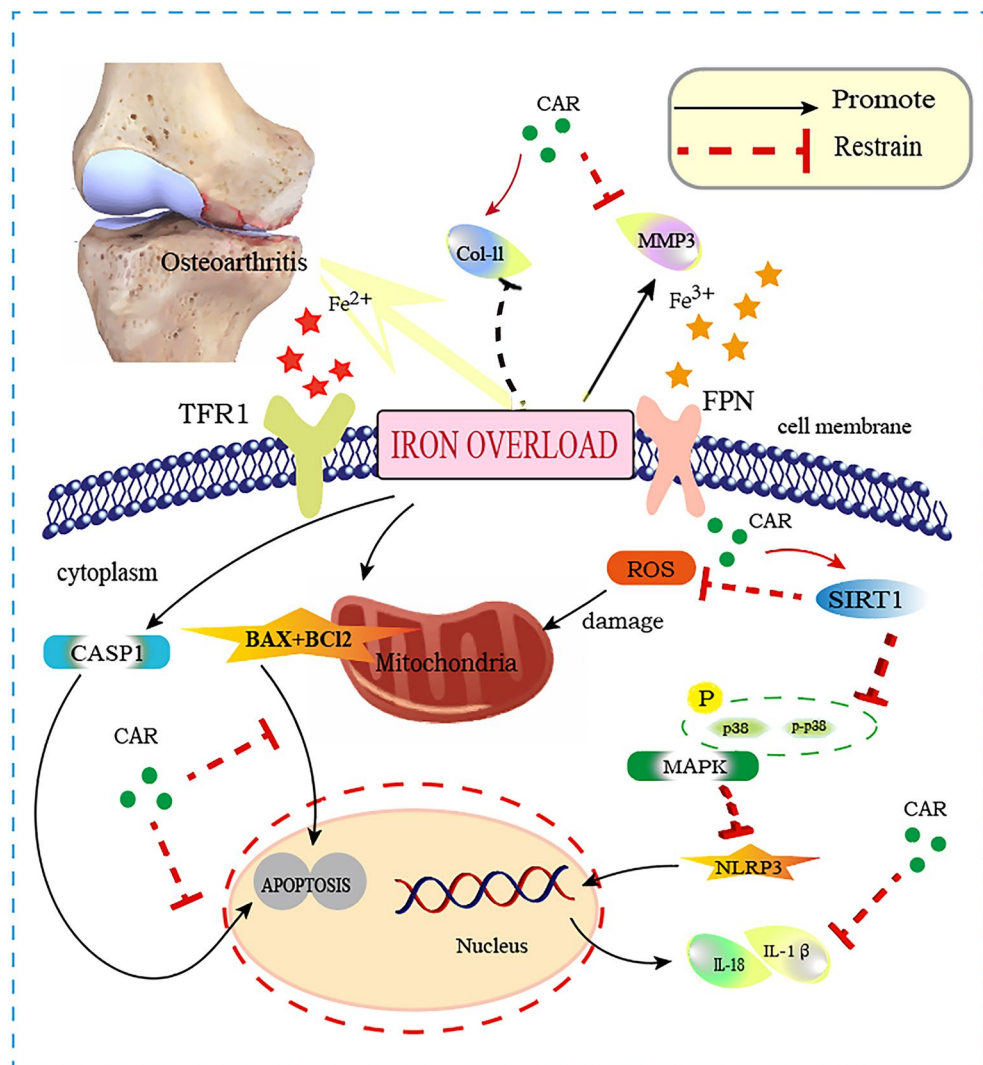 CAR
Promote
Restrain
Col-11
MMP3
Osteoarthritis
Fe2+
Fe3+
TFR1
FPN
IRON OVERLOAD
cell membrane
CAR
cytoplasm
ROS
SIRT1
damage
CASP1
BAX+BCl2
Mitochondria
P
p38
p-p38
MAPK
CAR
CAR
NLRP3
APOPTOSIS
Nucleus
IL-18
IL-1 β